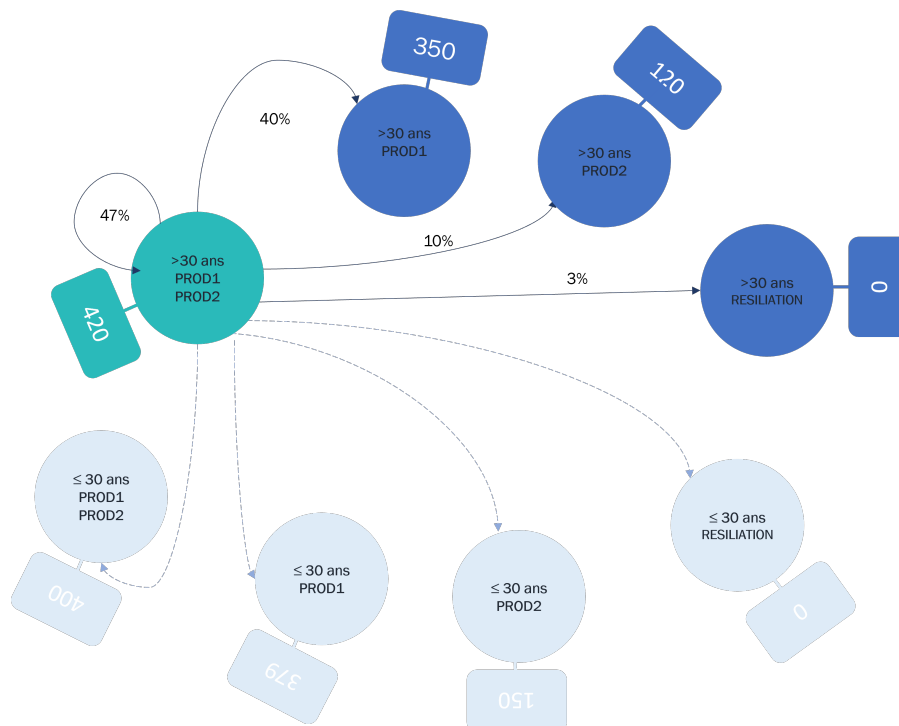 350
>30 ans
PROD1
120
>30 ans
PROD2
40%
47%
10%
>30 ans
PROD1
PROD2
420
3%
>30 ans
RESILIATION
0
≤ 30 ans
PROD1
PROD2
400
≤ 30 ans
PROD1
379
≤ 30 ans
PROD2
150
≤ 30 ans
RESILIATION
0